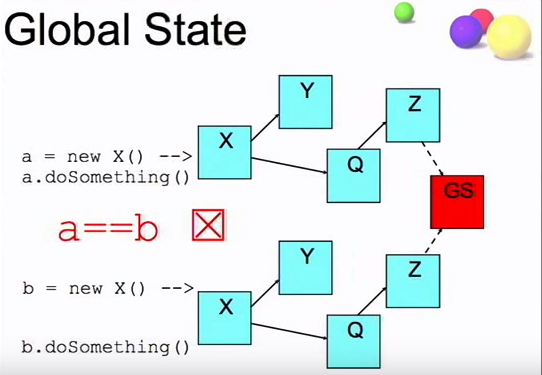 Global State
Y
Z
X
a = new X() -->
Q
a.doSomething()
GS
a==b
Y
Z
b = new X() -->
X
Q
b.doSomething()